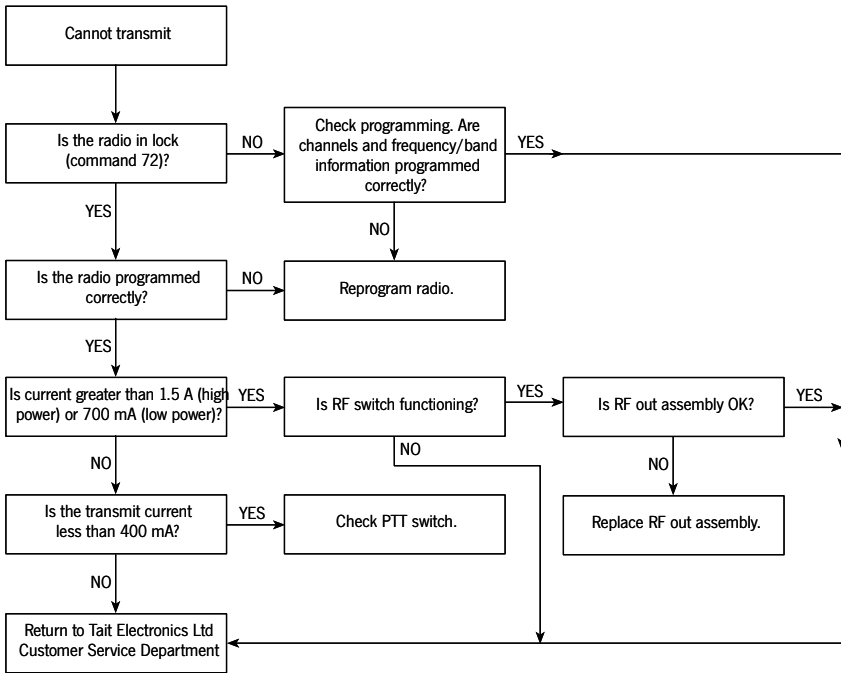 Cannot transmit
Is the radio in lock
(command 72)?
NO
Check programming. Are
channels and frequency/band
information programmed
correctly?
YES
YES
NO
Is the radio programmed
correctly?
NO
Reprogram radio.
YES
Is current greater than 1.5 A (high
power) or 700 mA (low power)?
YES
Is RF switch functioning?
YES
Is RF out assembly OK?
YES
NO
NO
NO
Is the transmit current
less than 400 mA?
YES
Check PTT switch.
Replace RF out assembly.
NO
Return to Tait Electronics Ltd
Customer Service Department